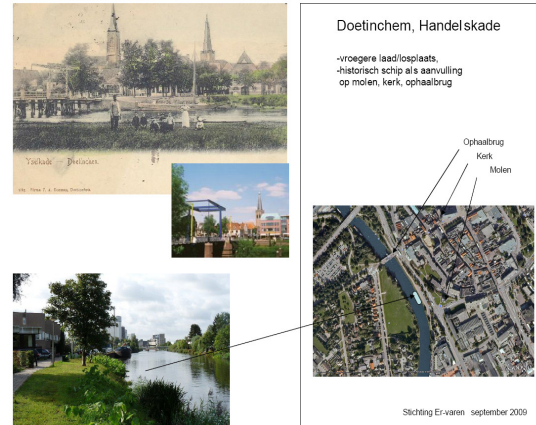 Doetinchem, Handelskade
-vroegere laad/losplaats,
-historisch schip als aanvulling
op molen, kerk, ophaalbrug
Ophaalbrug
Kerk
Molen
Stichting Er-varen september 2009